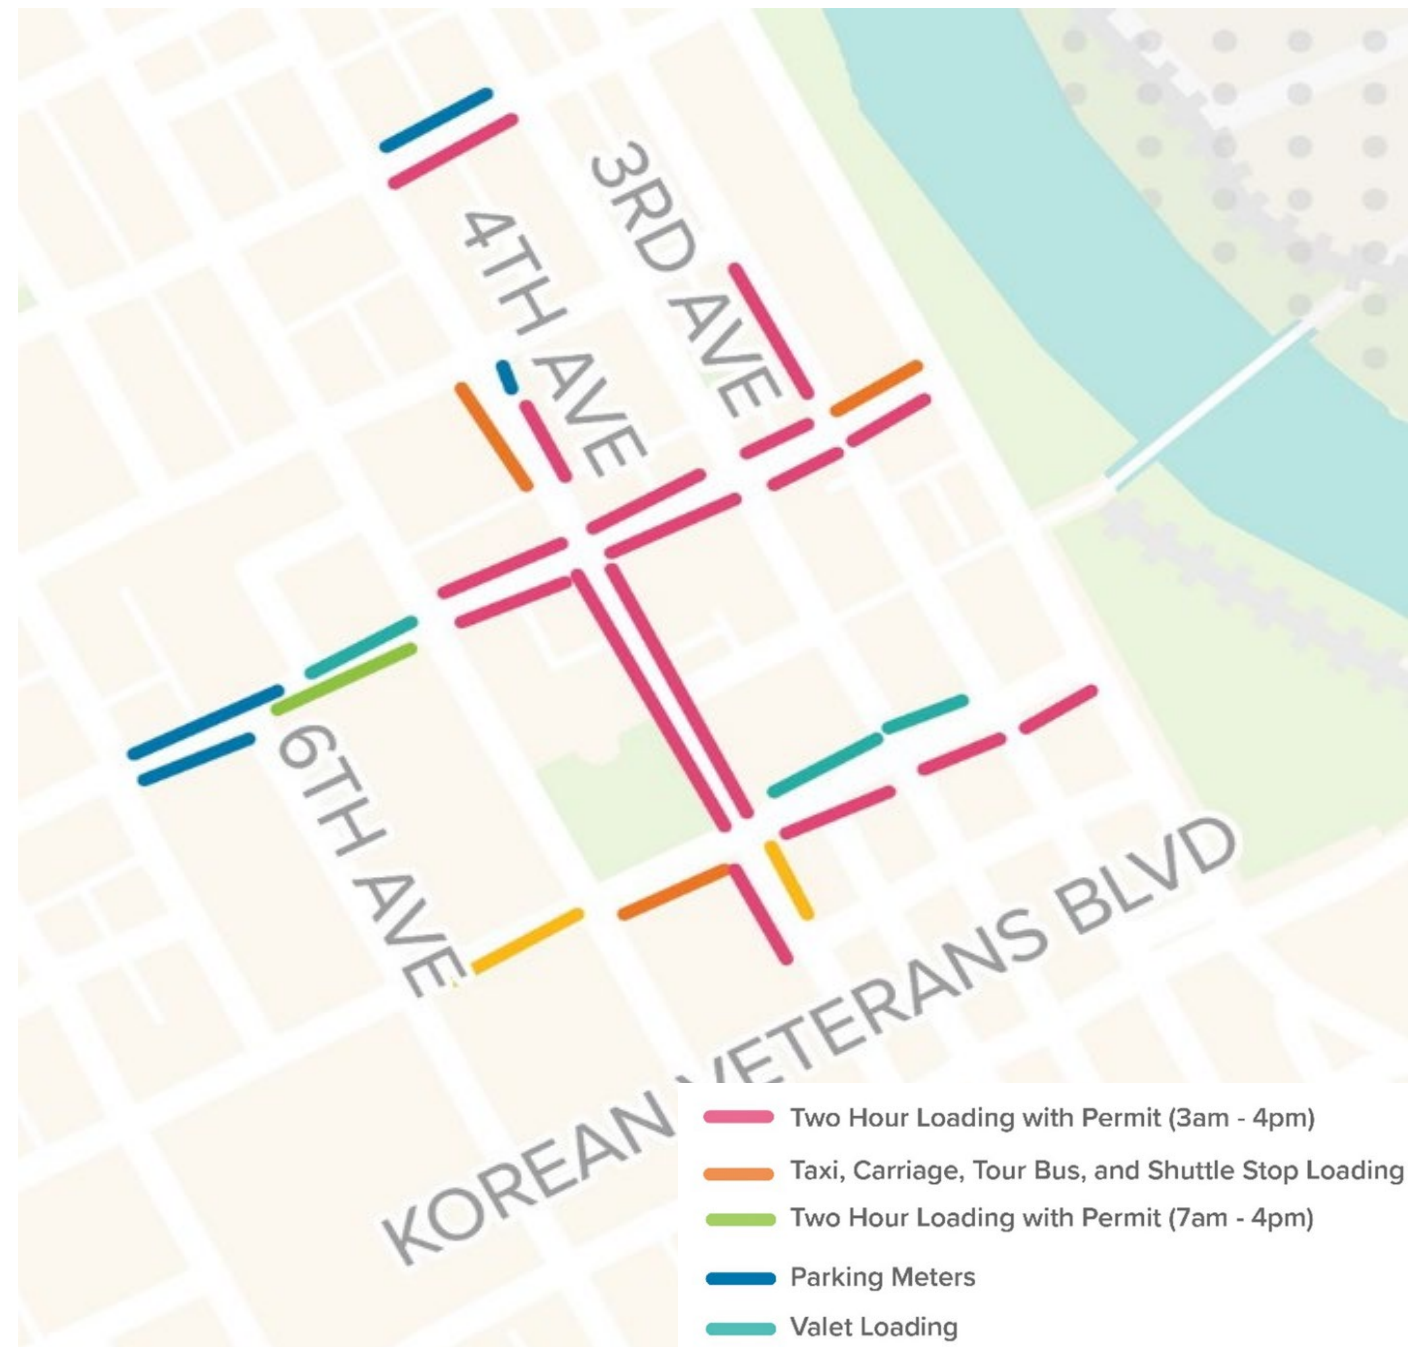 3RD AVE
4TH AVE
6TH AVE
KOREAN VETERANS BLVD
Two Hour Loading with Permit (3am - 4pm)
Taxi, Carriage, Tour Bus, and Shuttle Stop Loading
Two Hour Loading with Permit (7am - 4pm)
Parking Meters
Valet Loading